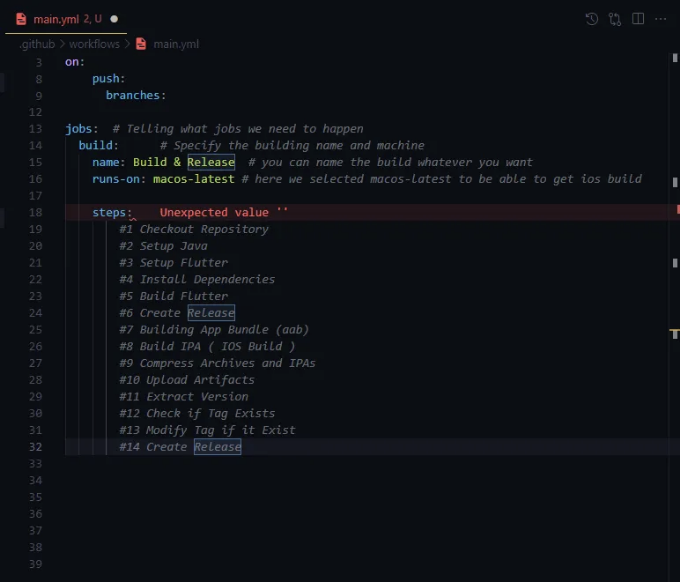 main.yml 2, U
.github > workflows > main.yml
3 on:
8 push:
9 branches:
12
13 jobs: # Telling what jobs we need to happen
14 build: # Specify the building name and machine
15 name: Build & Release # you can name the build whatever you want
16 runs-on: macos-latest # here we selected macos-latest to be able to get ios build
17
18 steps: Unexpected value ''
19 #1 Checkout Repository
20 #2 Setup Java
21 #3 Setup Flutter
22 #4 Install Dependencies
23 #5 Build Flutter
24 #6 Create Release
25 #7 Building App Bundle (aab)
26 #8 Build IPA ( IOS Build )
27 #9 Compress Archives and IPAs
28 #10 Upload Artifacts
29 #11 Extract Version
30 #12 Check if Tag Exists
31 #13 Modify Tag if it Exist
32 #14 Create Release
33
34
35
36
37
38
39